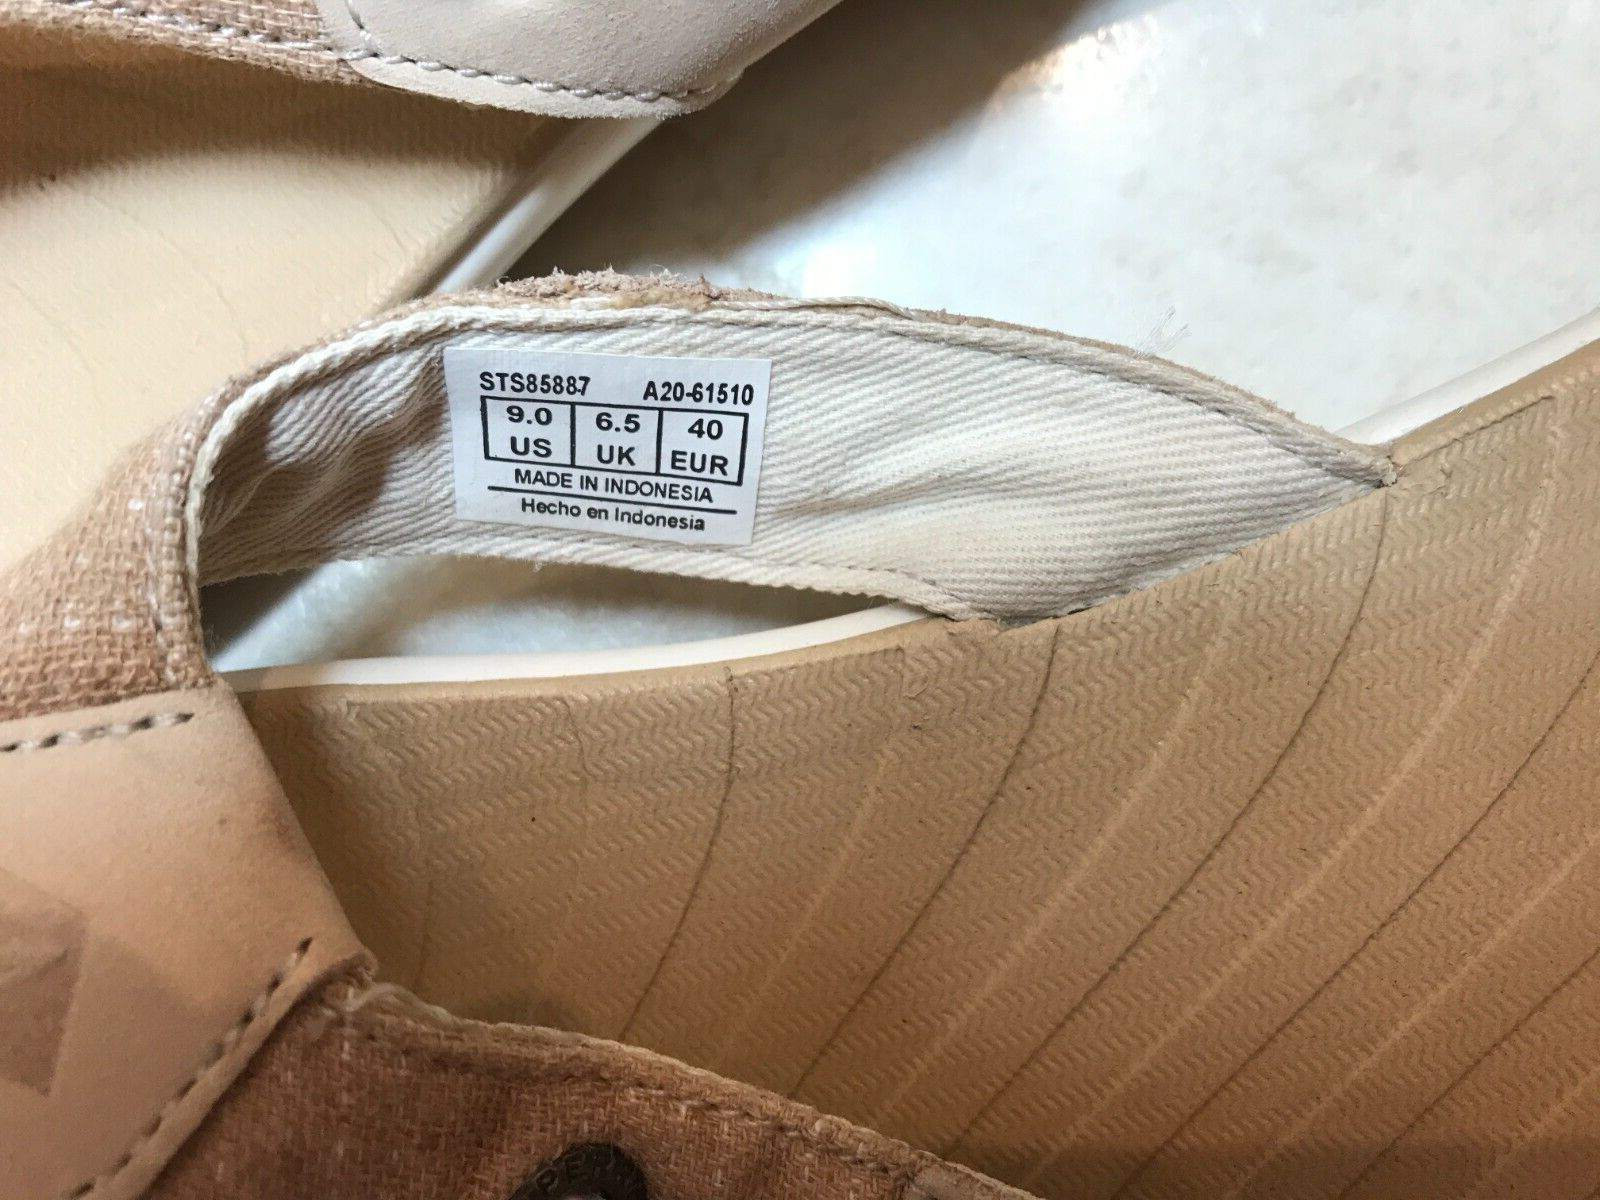 STS85887 A20-61510
9.0 6.5 40
US UK EUR
MADE IN INDONESIA
Hecho en Indonesia